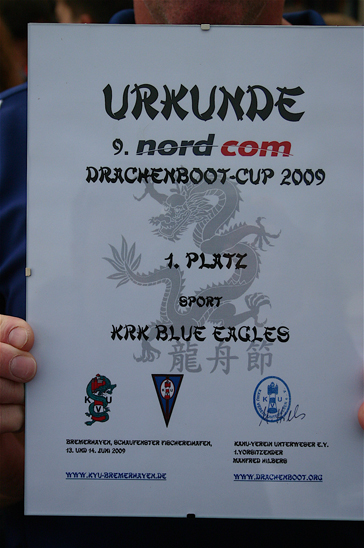 URKUNDE
9. nordcom
DRACHENBOOT-CUP 2009
1. PLATZ
SPORT
KRK BLUE EAGLES
龍舟節
K U
V
K U
V
BREMERHAVEN, SCHAUFENSTER FISCHEREIHAFEN,
13. UND 14. JUNI 2009
WWW.KVU-BREMERHAVEN.DE
KANU-VEREIN UNTERWESER E.V.
1.VORSITZENDER
MANFRED HILBERS
WWW.DRACHENBOOT.ORG